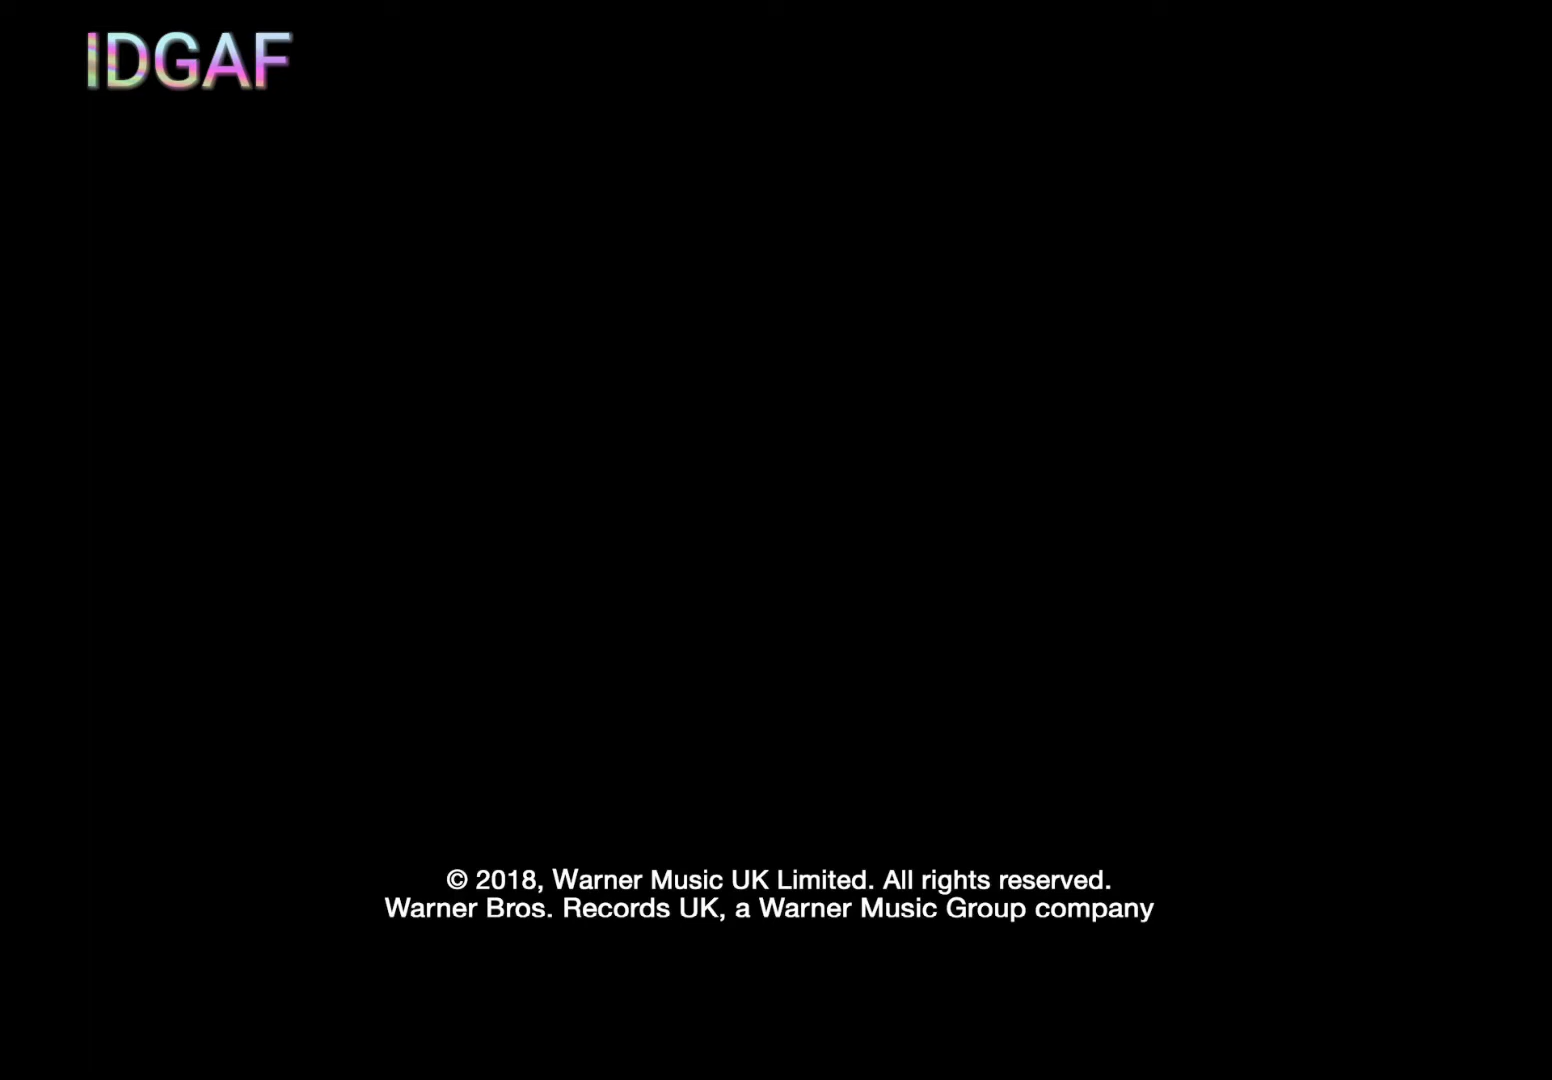 IDGAF
© 2018, Warner Music UK Limited. All rights reserved.
Warner Bros. Records UK, a Warner Music Group company